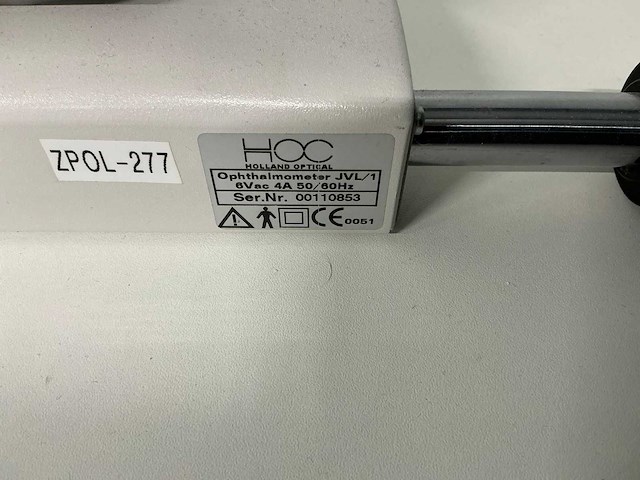 ZPOL-277
HOC
HOLLAND OPTICAL
Ophthalmometer JVL/1
6Vac 4A 50/60Hz
Ser.Nr. 00110853
CE 0051